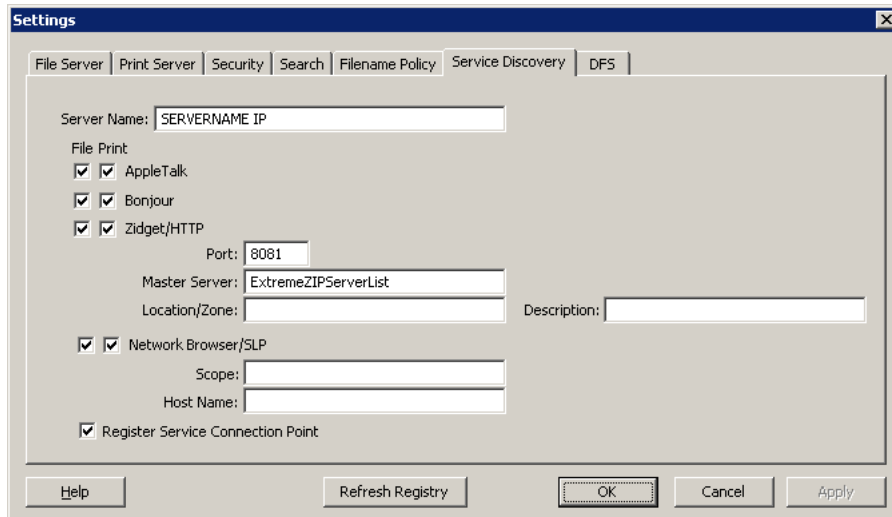 Settings
File Server Print Server Security Search Filename Policy Service Discovery DFS
Server Name: SERVERNAME IP
File Print
AppleTalk
Bonjour
Zidget/HTTP
Port: 8081
Master Server: ExtremeZIPServerList
Location/Zone: Description:
Network Browser/SLP
Scope:
Host Name:
Register Service Connection Point
Help Refresh Registry OK Cancel Apply